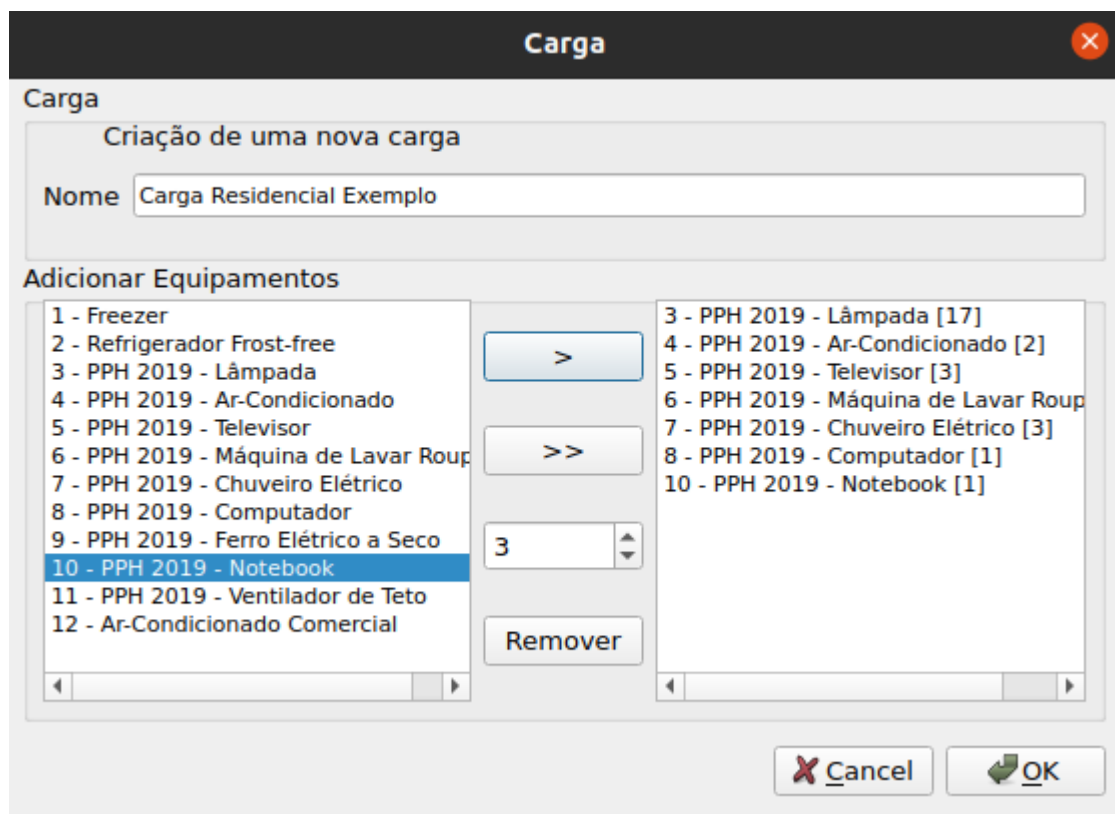 Carga
Carga
Criação de uma nova carga
Nome Carga Residencial Exemplo
Adicionar Equipamentos
1 - Freezer
2 - Refrigerador Frost-free
3 - PPH 2019 - Lâmpada
4 - PPH 2019 - Ar-Condicionado
5 - PPH 2019 - Televisor
6 - PPH 2019 - Máquina de Lavar Roup
7 - PPH 2019 - Chuveiro Elétrico
8 - PPH 2019 - Computador
9 - PPH 2019 - Ferro Elétrico a Seco
10 - PPH 2019 - Notebook
11 - PPH 2019 - Ventilador de Teto
12 - Ar-Condicionado Comercial
>
>>
3
Remover
3 - PPH 2019 - Lâmpada [17]
4 - PPH 2019 - Ar-Condicionado [2]
5 - PPH 2019 - Televisor [3]
6 - PPH 2019 - Máquina de Lavar Roup
7 - PPH 2019 - Chuveiro Elétrico [3]
8 - PPH 2019 - Computador [1]
10 - PPH 2019 - Notebook [1]
Cancel
OK